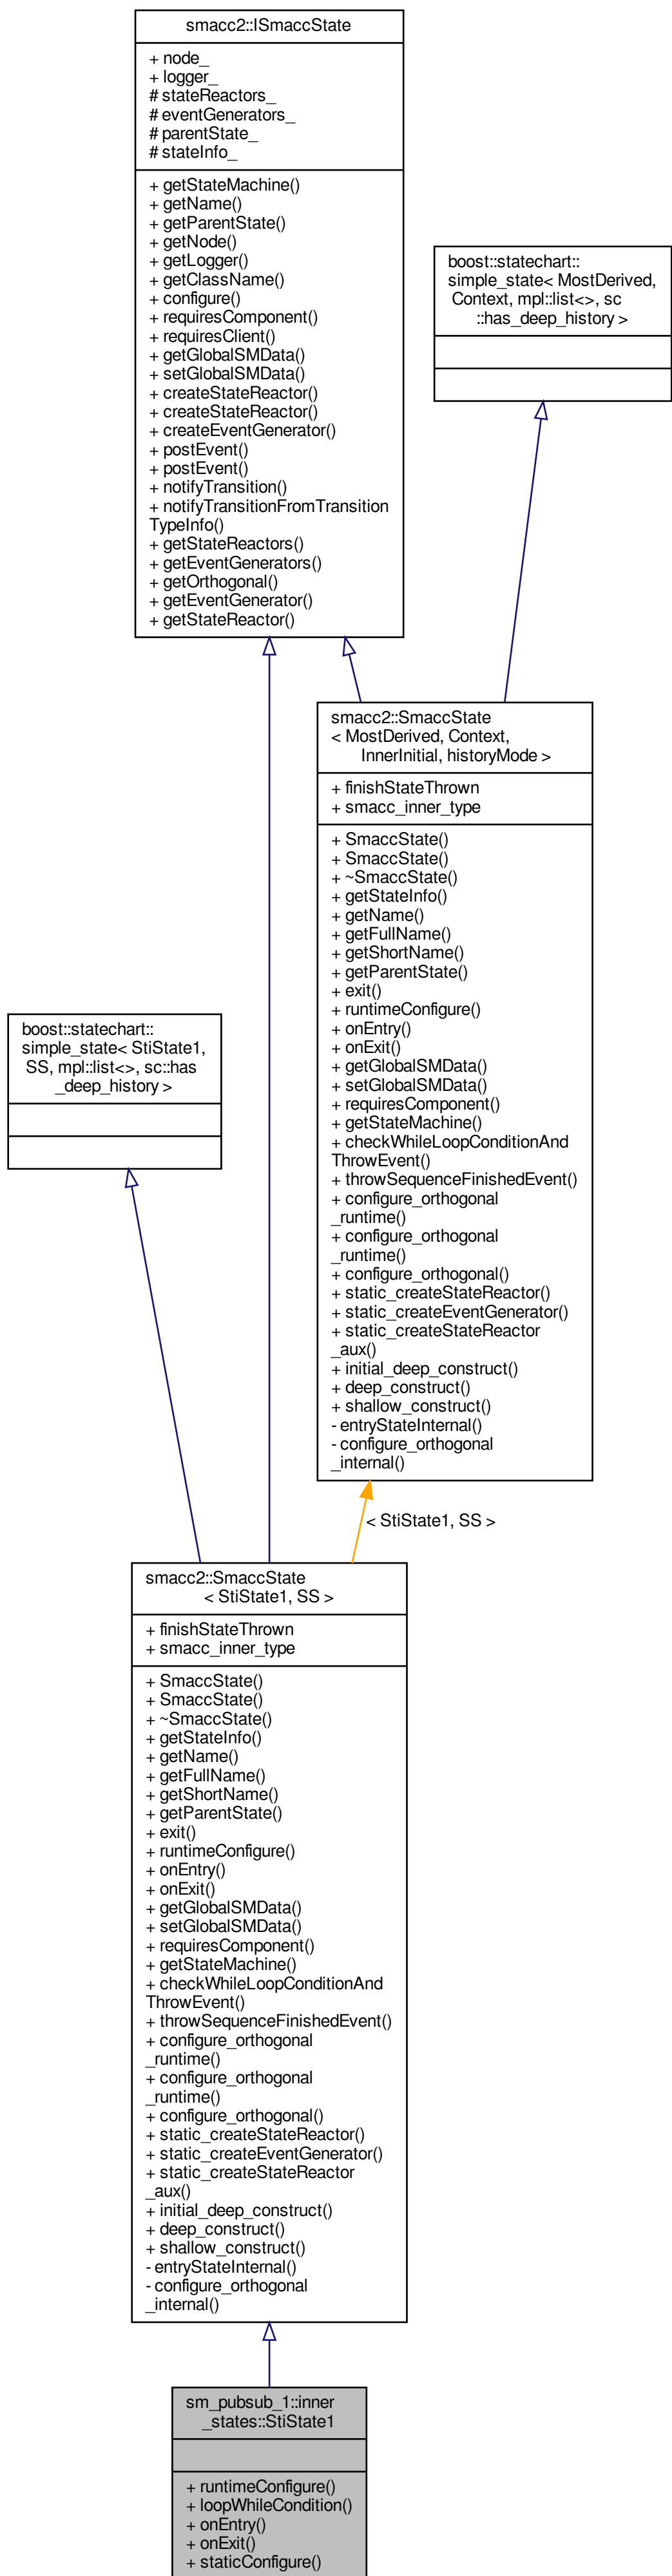 smacc2::ISmaccState
+ node_
+ logger_
# stateReactors_
# eventGenerators_
# parentState_
# stateInfo_
+ getStateMachine()
+ getName()
+ getParentState()
+ getNode()
+ getLogger()
+ getClassName()
+ configure()
+ requiresComponent()
+ requiresClient()
+ getGlobalSMData()
+ setGlobalSMData()
+ createStateReactor()
+ createStateReactor()
+ createEventGenerator()
+ postEvent()
+ postEvent()
+ notifyTransition()
+ notifyTransitionFromTransition
TypeInfo()
+ getStateReactors()
+ getEventGenerators()
+ getOrthogonal()
+ getEventGenerator()
+ getStateReactor()
boost::statechart::
simple_state< MostDerived,
Context, mpl::list<>, sc
::has_deep_history >
smacc2::SmaccState
< MostDerived, Context,
InnerInitial, historyMode >
+ finishStateThrown
+ smacc_inner_type
+ SmaccState()
+ SmaccState()
+ ~SmaccState()
+ getStateInfo()
+ getName()
+ getFullName()
+ getShortName()
+ getParentState()
+ exit()
+ runtimeConfigure()
+ onEntry()
+ onExit()
+ getGlobalSMData()
+ setGlobalSMData()
+ requiresComponent()
+ getStateMachine()
+ checkWhileLoopConditionAnd
ThrowEvent()
+ throwSequenceFinishedEvent()
+ configure_orthogonal
_runtime()
+ configure_orthogonal
_runtime()
+ configure_orthogonal()
+ static_createStateReactor()
+ static_createEventGenerator()
+ static_createStateReactor
_aux()
+ initial_deep_construct()
+ deep_construct()
+ shallow_construct()
- entryStateInternal()
- configure_orthogonal
_internal()
boost::statechart::
simple_state< StiState1,
SS, mpl::list<>, sc::has
_deep_history >
< StiState1, SS >
smacc2::SmaccState
< StiState1, SS >
+ finishStateThrown
+ smacc_inner_type
+ SmaccState()
+ SmaccState()
+ ~SmaccState()
+ getStateInfo()
+ getName()
+ getFullName()
+ getShortName()
+ getParentState()
+ exit()
+ runtimeConfigure()
+ onEntry()
+ onExit()
+ getGlobalSMData()
+ setGlobalSMData()
+ requiresComponent()
+ getStateMachine()
+ checkWhileLoopConditionAnd
ThrowEvent()
+ throwSequenceFinishedEvent()
+ configure_orthogonal
_runtime()
+ configure_orthogonal
_runtime()
+ configure_orthogonal()
+ static_createStateReactor()
+ static_createEventGenerator()
+ static_createStateReactor
_aux()
+ initial_deep_construct()
+ deep_construct()
+ shallow_construct()
- entryStateInternal()
- configure_orthogonal
_internal()
sm_pubsub_1::inner
_states::StiState1
+ runtimeConfigure()
+ loopWhileCondition()
+ onEntry()
+ onExit()
+ staticConfigure()